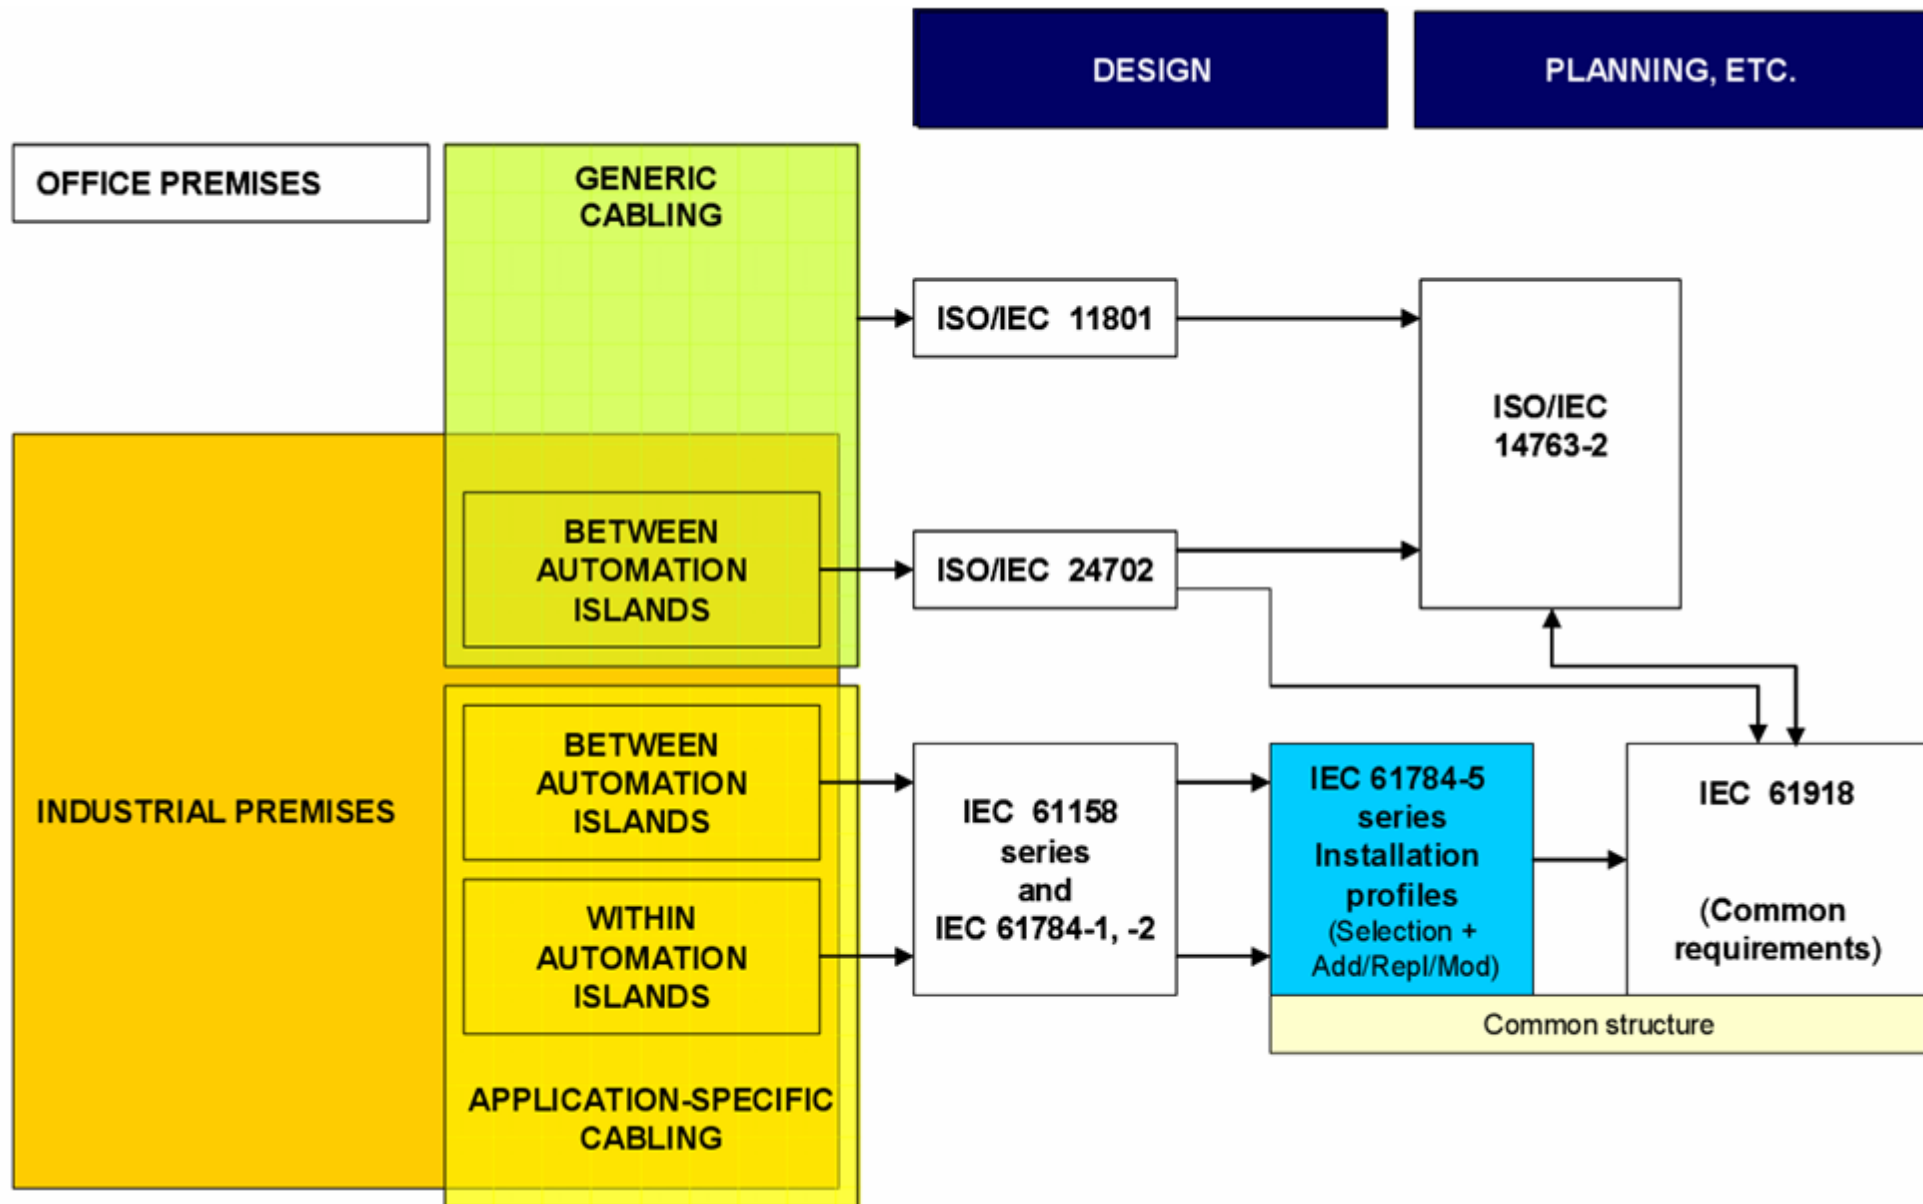 DESIGN
PLANNING, ETC.
OFFICE PREMISES
GENERIC
CABLING
ISO/IEC 11801
ISO/IEC
14763-2
BETWEEN
AUTOMATION
ISLANDS
ISO/IEC 24702
INDUSTRIAL PREMISES
BETWEEN
AUTOMATION
ISLANDS
WITHIN
AUTOMATION
ISLANDS
APPLICATION-SPECIFIC
CABLING
IEC 61158
series
and
IEC 61784-1, -2
IEC 61784-5
series
Installation
profiles
(Selection +
Add/Repl/Mod)
IEC 61918
(Common
requirements)
Common structure